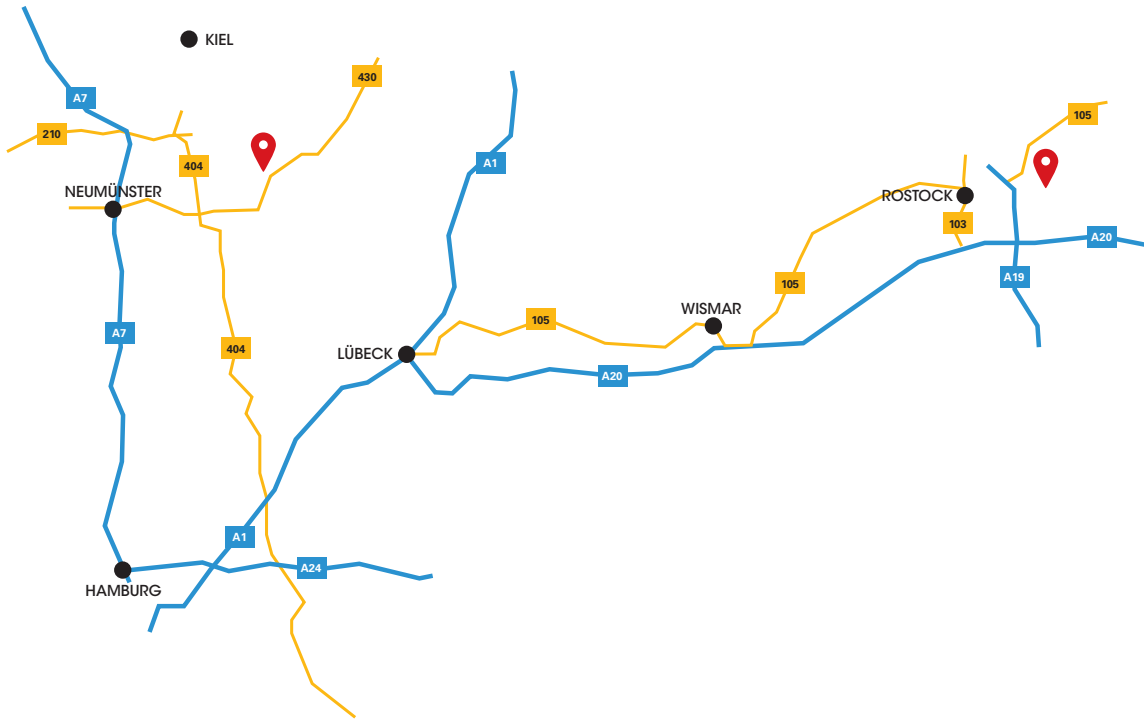 KIEL
430
A7
105
210
A1
404
NEUMÜNSTER
ROSTOCK
103
A20
A19
105
WISMAR
105
A7
404
LÜBECK
A20
A1
A24
HAMBURG